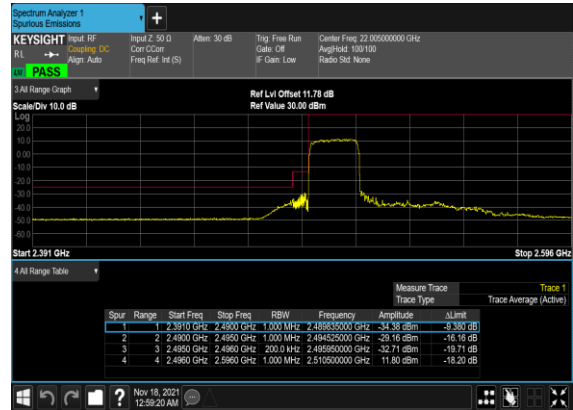 Spectrum Analyzer 1
Spurious Emissions
KEYSIGHT Input: RF Input Z: 50 Ω Atten: 30 dB Trig: Free Run Center Freq: 22.005000000 GHz
RL Coupling: DC Corr CCorr Gate: Off Avg|Hold: 100/100
Align: Auto Freq Ref: Int (S) IF Gain: Low Radio Std: None
PASS
3 All Range Graph Ref Lvl Offset 11.78 dB
Scale/Div 10.0 dB Ref Value 30.00 dBm
Log
20.0
10.0
0.00
-10.0
-20.0
-30.0
-40.0
-50.0
-60.0
Start 2.391 GHz Stop 2.596 GHz
4 All Range Table
Measure Trace Trace 1
Trace Type Trace Average (Active)
Spur Range Start Freq Stop Freq RBW Frequency Amplitude ΔLimit
1 1 2.3910 GHz 2.4900 GHz 1.000 MHz 2.489835000 GHz -34.38 dBm -9.380 dB
2 2 2.4900 GHz 2.4950 GHz 1.000 MHz 2.494525000 GHz -29.16 dBm -16.16 dB
3 3 2.4950 GHz 2.4960 GHz 200.0 kHz 2.495950000 GHz -32.71 dBm -19.71 dB
4 4 2.4960 GHz 2.5960 GHz 1.000 MHz 2.510500000 GHz 11.80 dBm -18.20 dB
? Nov 18, 2021
12:59:20 AM